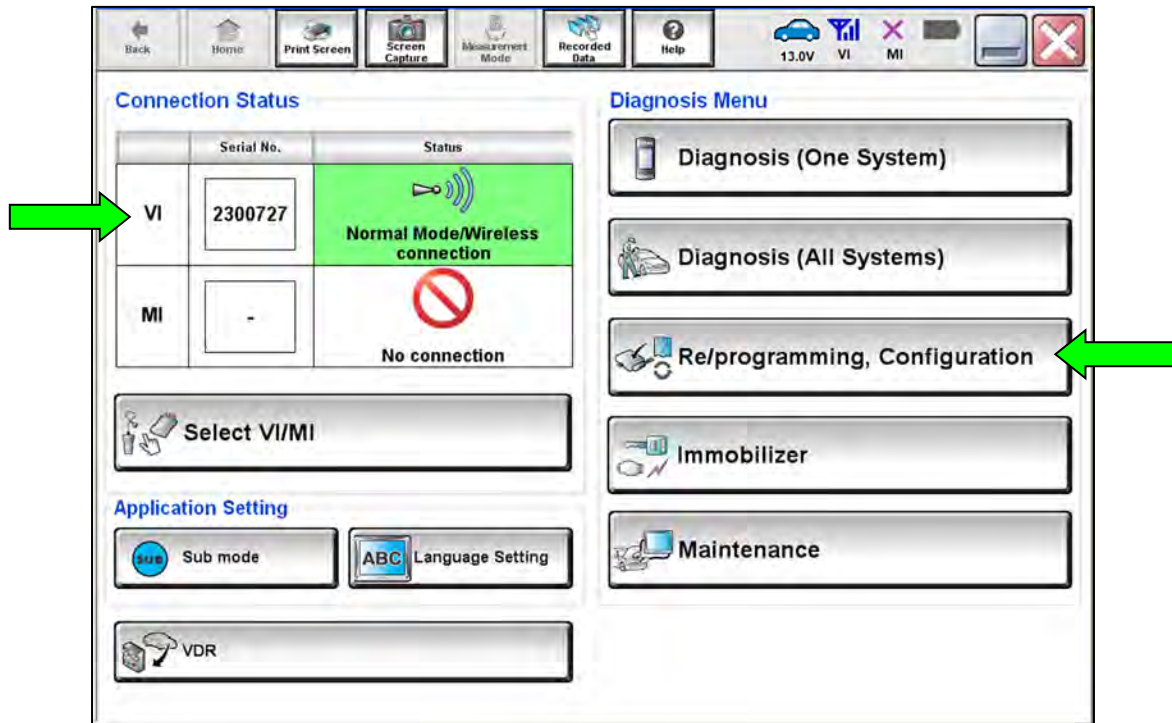 Back
Home
Print Screen
Screen
Capture
Measurement
Mode
Recorded
Data
Help
13.0V
VI
MI
Connection Status
Serial No.
Status
VI
2300727
Normal Mode/Wireless
connection
MI
-
No connection
Select VI/MI
Application Setting
SUB
Sub mode
ABC
Language Setting
VDR
Diagnosis Menu
Diagnosis (One System)
Diagnosis (All Systems)
Re/programming, Configuration
Immobilizer
Maintenance